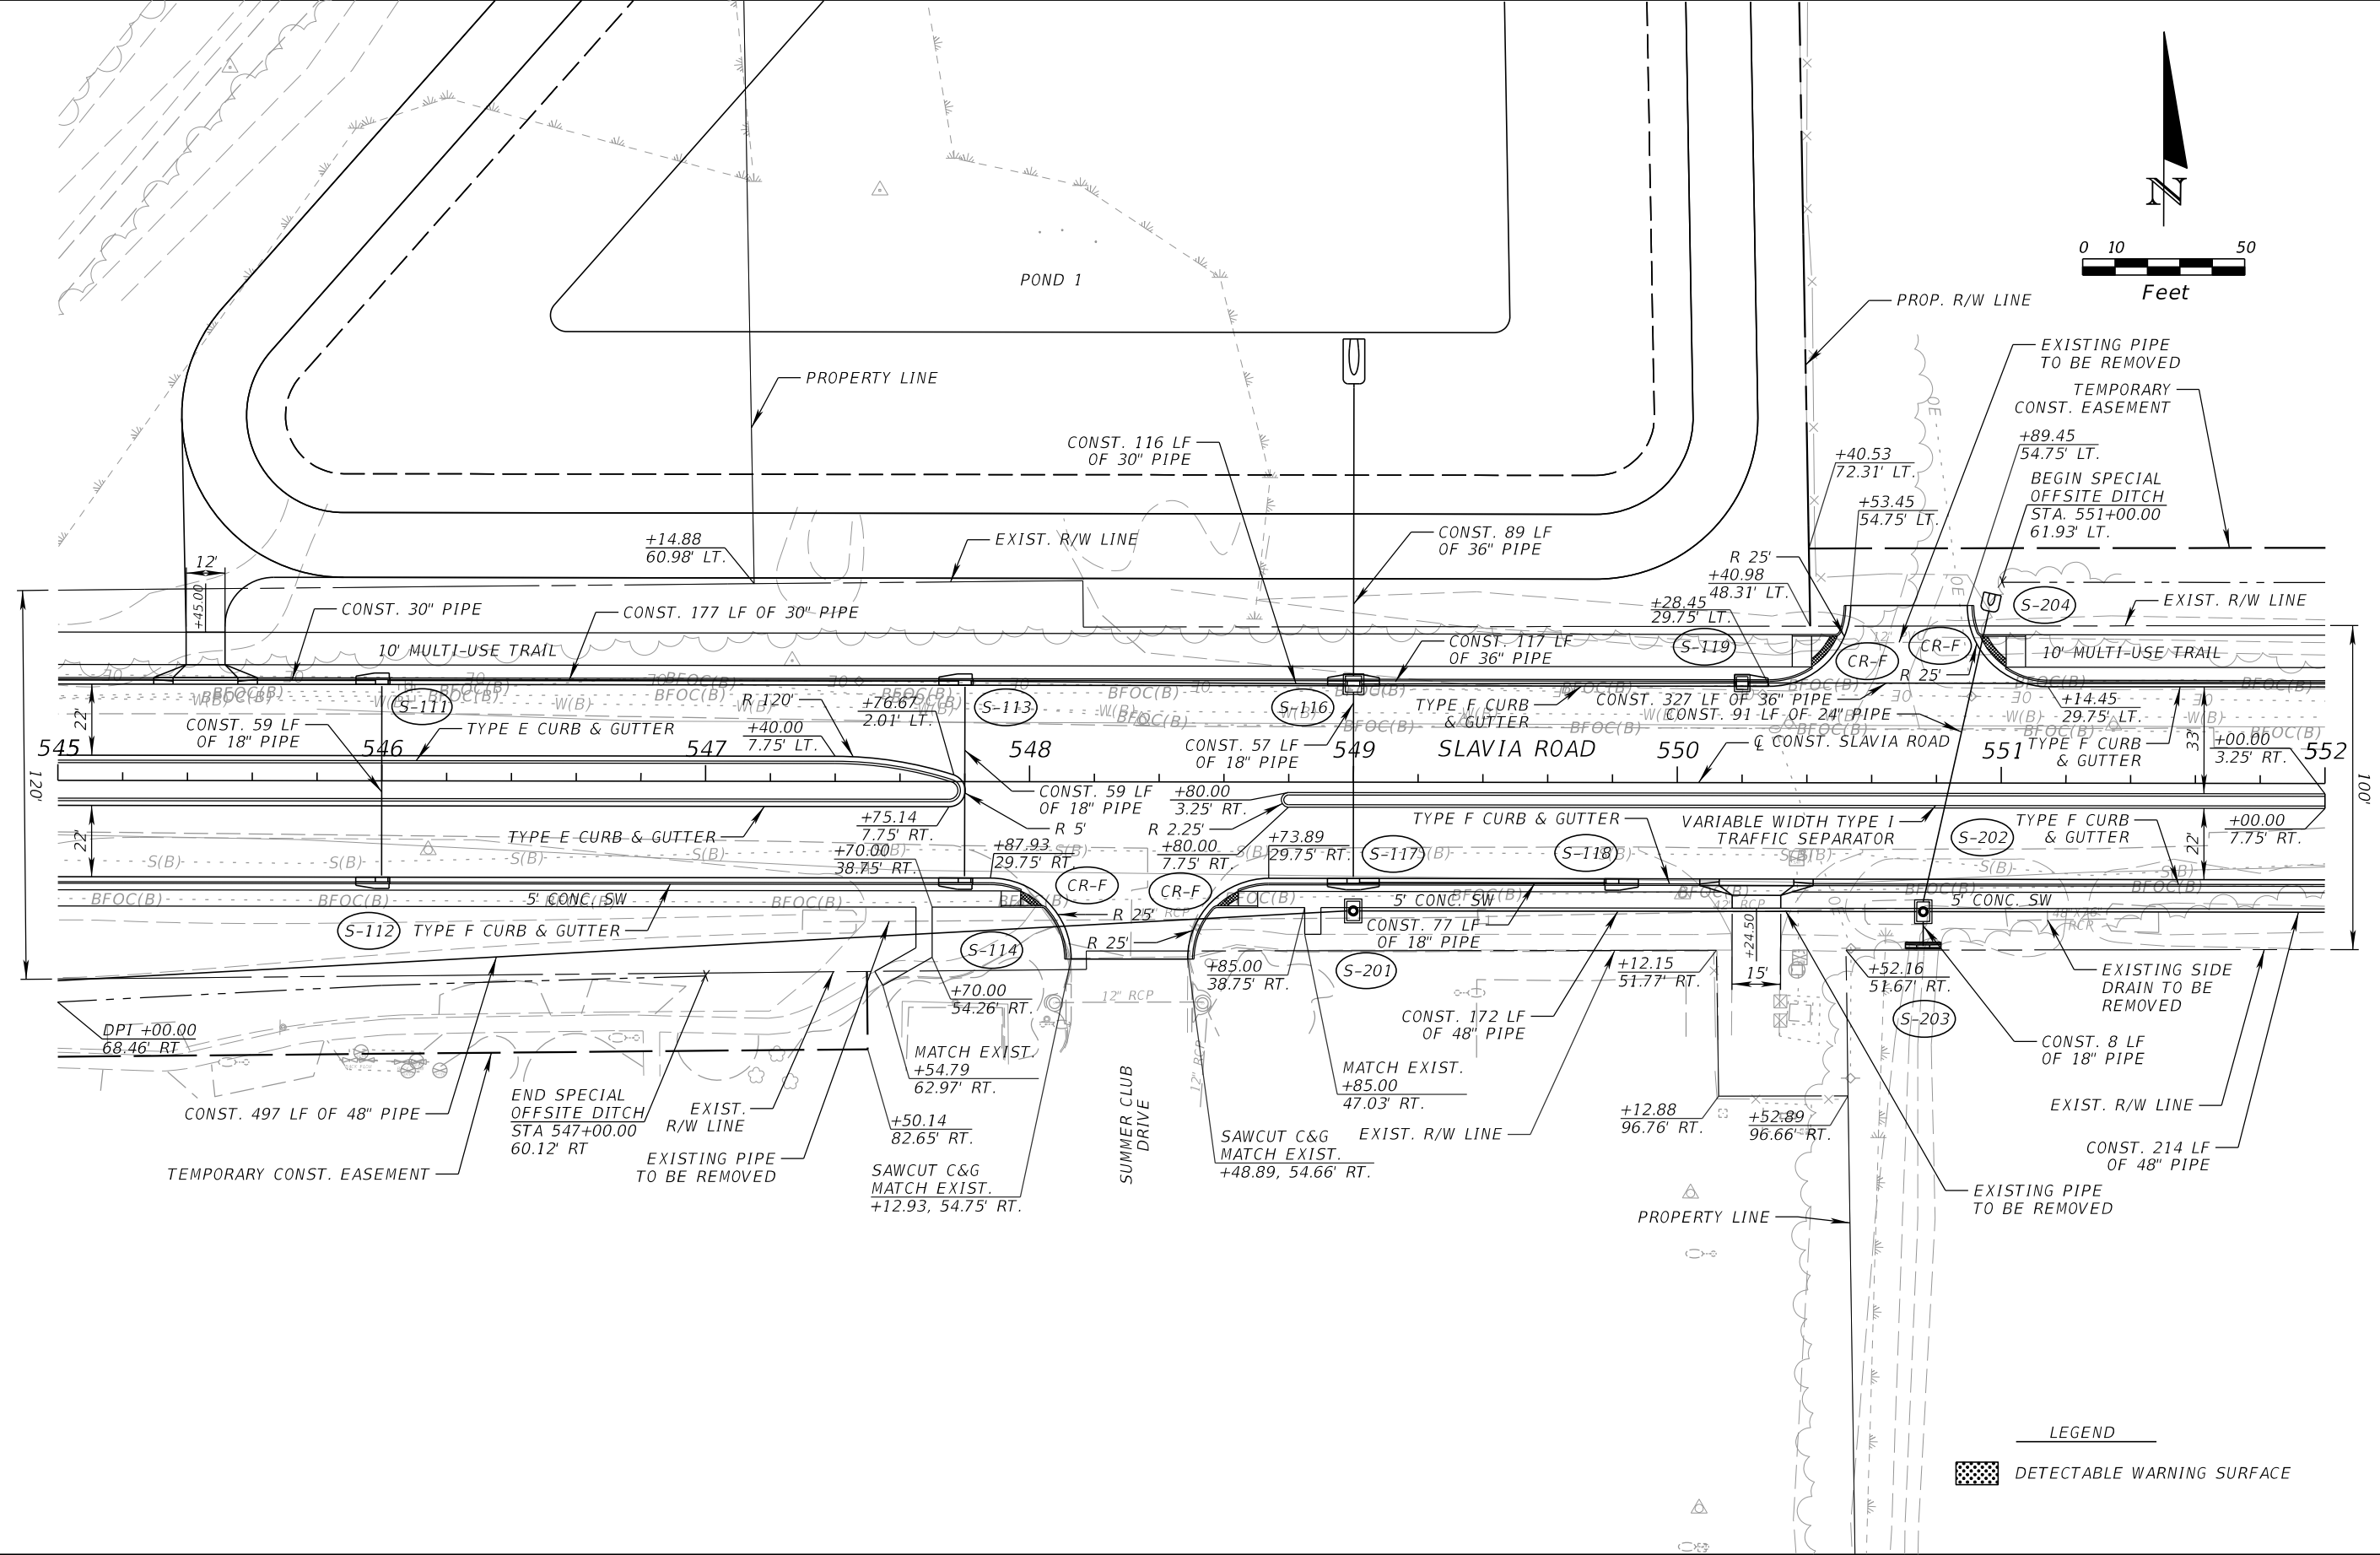 N
0 10 50
Feet
POND 1
PROP. R/W LINE
EXISTING PIPE
TO BE REMOVED
PROPERTY LINE
TEMPORARY
CONST. EASEMENT
CONST. 116 LF
OF 30" PIPE
+40.53
72.31' LT.
+89.45
54.75' LT.
BEGIN SPECIAL
OFFSITE DITCH
STA. 551+00.00
61.93' LT.
+53.45
54.75' LT.
+14.88
60.98' LT.
EXIST. R/W LINE
CONST. 89 LF
OF 36" PIPE
R 25'
+40.98
48.31' LT.
12'
+45.00
+28.45
29.75' LT.
S-204
EXIST. R/W LINE
CONST. 30" PIPE
CONST. 177 LF OF 30" PIPE
10' MULTI-USE TRAIL
CONST. 117 LF
OF 36" PIPE
S-119
12"
CR-F
CR-F
R 25'
10' MULTI-USE TRAIL
OE
OE
BFOC(B)
W(B)
22'
S-111
R 120'
+76.67
2.01' LT.
S-113
S-116
TYPE F CURB
& GUTTER
CONST. 327 LF OF 36" PIPE
CONST. 91 LF OF 24" PIPE
+14.45
29.75' LT.
CONST. 59 LF
OF 18" PIPE
TYPE E CURB & GUTTER
+40.00
7.75' LT.
CONST. 57 LF
OF 18" PIPE
SLAVIA ROAD
℄ CONST. SLAVIA ROAD
TYPE F CURB
& GUTTER
33'
+00.00
3.25' RT.
545 546 547 548 549 550 551 552
120'
100'
CONST. 59 LF
OF 18" PIPE
+80.00
3.25' RT.
R 5'
R 2.25'
+75.14
7.75' RT.
TYPE E CURB & GUTTER
22'
+70.00
38.75' RT.
+87.93
29.75' RT.
+80.00
7.75' RT.
+73.89
29.75' RT.
TYPE F CURB & GUTTER
VARIABLE WIDTH TYPE I
TRAFFIC SEPARATOR
S-117
S-118
S-202
TYPE F CURB
& GUTTER
22'
+00.00
7.75' RT.
S(B)
S(B)
S(B)
S(B)
S(B)
S(B)
BFOC(B)
BFOC(B)
BFOC(B)
CR-F
CR-F
5' CONC. SW
5' CONC. SW
5' CONC. SW
R 25'
R 25'
12" RCP
S-112
TYPE F CURB & GUTTER
S-114
CONST. 77 LF
OF 18" PIPE
+24.50
15'
S-201
+85.00
38.75' RT.
+12.15
51.77' RT.
+52.16
51.67' RT.
EXISTING SIDE
DRAIN TO BE
REMOVED
+70.00
54.26' RT.
12" RCP
12" RCP
CONST. 172 LF
OF 48" PIPE
S-203
DPI +00.00
68.46' RT
CONST. 8 LF
OF 18" PIPE
MATCH EXIST.
+54.79
62.97' RT.
MATCH EXIST.
+85.00
47.03' RT.
CONST. 497 LF OF 48" PIPE
END SPECIAL
OFFSITE DITCH
STA 547+00.00
60.12' RT
EXIST.
R/W LINE
+50.14
82.65' RT.
SUMMER CLUB
DRIVE
SAWCUT C&G
MATCH EXIST.
+48.89, 54.66' RT.
EXIST. R/W LINE
+12.88
96.76' RT.
+52.89
96.66' RT.
EXIST. R/W LINE
TEMPORARY CONST. EASEMENT
EXISTING PIPE
TO BE REMOVED
SAWCUT C&G
MATCH EXIST.
+12.93, 54.75' RT.
CONST. 214 LF
OF 48" PIPE
EXISTING PIPE
TO BE REMOVED
PROPERTY LINE
LEGEND
DETECTABLE WARNING SURFACE